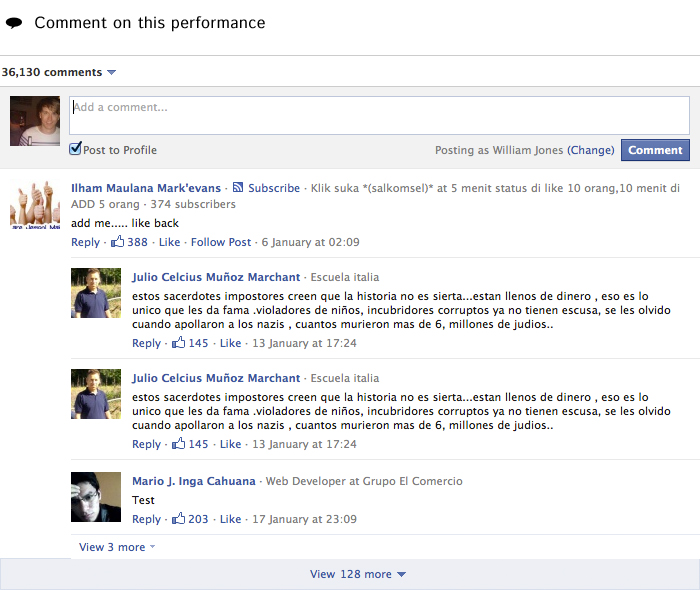 Comment on this performance
36,130 comments
Add a comment...
Post to Profile
Posting as William Jones (Change)
Comment
Ilham Maulana Mark'evans · Subscribe · Klik suka *(salkomsel)* at 5 menit status di like 10 orang,10 menit di
ADD 5 orang · 374 subscribers
add me..... like back
Reply · 388 · Like · Follow Post · 6 January at 02:09
Julio Celcius Muñoz Marchant · Escuela italia
estos sacerdotes impostores creen que la historia no es sierta...estan llenos de dinero , eso es lo
unico que les da fama .violadores de niños, incubridores corruptos ya no tienen escusa, se les olvido
cuando apollaron a los nazis , cuantos murieron mas de 6, millones de judios..
Reply · 145 · Like · 13 January at 17:24
Julio Celcius Muñoz Marchant · Escuela italia
estos sacerdotes impostores creen que la historia no es sierta...estan llenos de dinero , eso es lo
unico que les da fama .violadores de niños, incubridores corruptos ya no tienen escusa, se les olvido
cuando apollaron a los nazis , cuantos murieron mas de 6, millones de judios..
Reply · 145 · Like · 13 January at 17:24
Mario J. Inga Cahuana · Web Developer at Grupo El Comercio
Test
Reply · 203 · Like · 17 January at 23:09
View 3 more
View 128 more